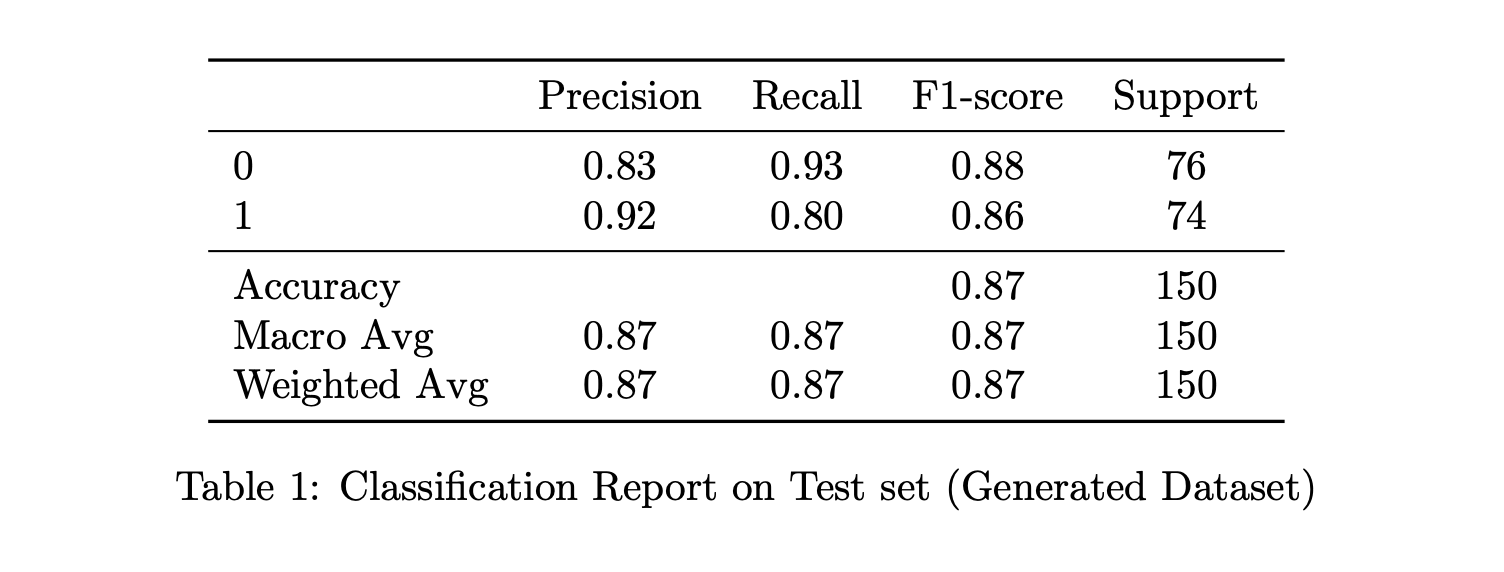 Precision Recall F1-score Support
0 0.83 0.93 0.88 76
1 0.92 0.80 0.86 74
Accuracy 0.87 150
Macro Avg 0.87 0.87 0.87 150
Weighted Avg 0.87 0.87 0.87 150
Table 1: Classification Report on Test set (Generated Dataset)